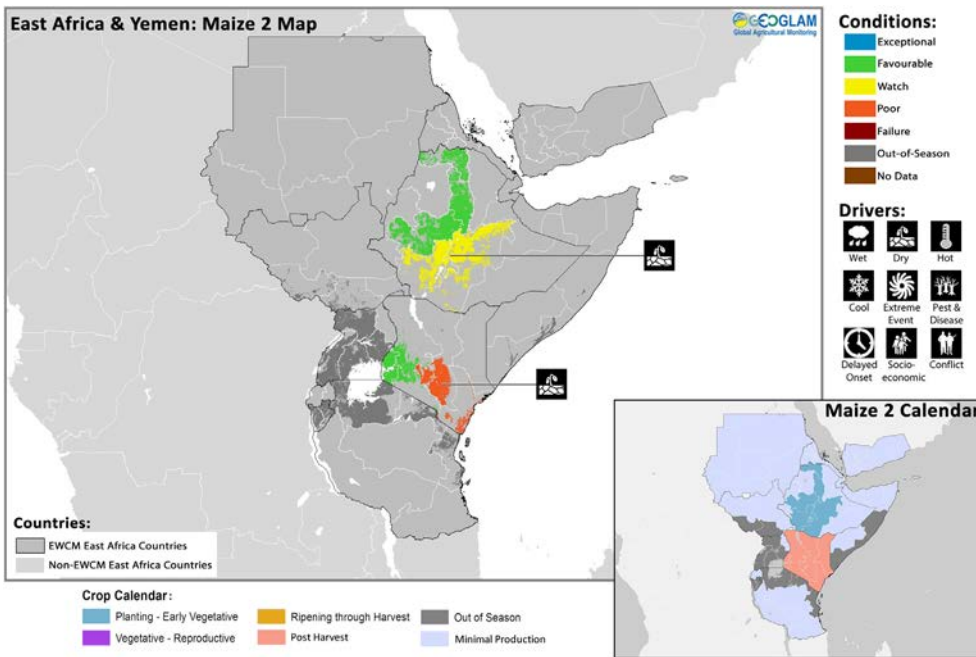 East Africa & Yemen: Maize 2 Map
GEOGLAM
Global Agricultural Monitoring
Conditions:
Exceptional
Favourable
Watch
Poor
Failure
Out-of-Season
No Data
Drivers:
Wet
Dry
Hot
Cool
Extreme
Event
Pest &
Disease
Delayed
Onset
Socio-
economic
Conflict
Maize 2 Calendar
Countries:
EWCM East Africa Countries
Non-EWCM East Africa Countries
Crop Calendar:
Planting - Early Vegetative
Ripening through Harvest
Out of Season
Vegetative - Reproductive
Post Harvest
Minimal Production